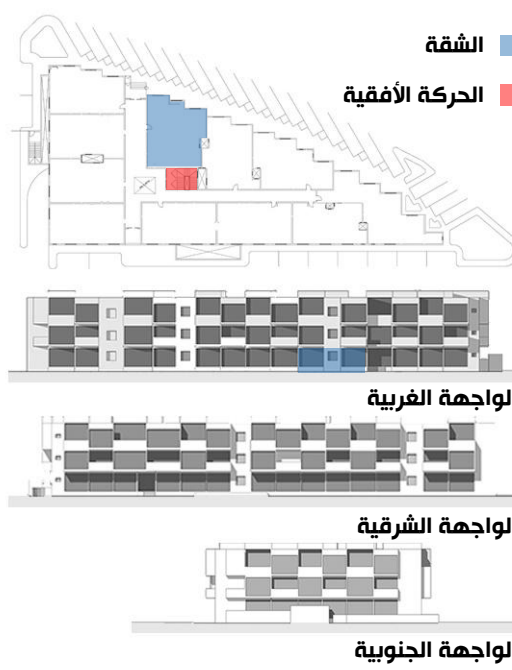 الشقة
الحركة الأفقية
لواجهة الغربية
لواجهة الشرقية
لواجهة الجنوبية